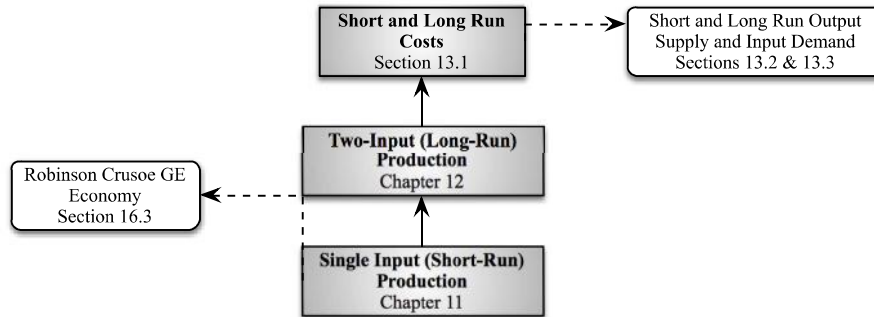 Short and Long Run
Costs
Section 13.1
Short and Long Run Output
Supply and Input Demand
Sections 13.2 & 13.3
Two-Input (Long-Run)
Production
Chapter 12
Robinson Crusoe GE
Economy
Section 16.3
Single Input (Short-Run)
Production
Chapter 11